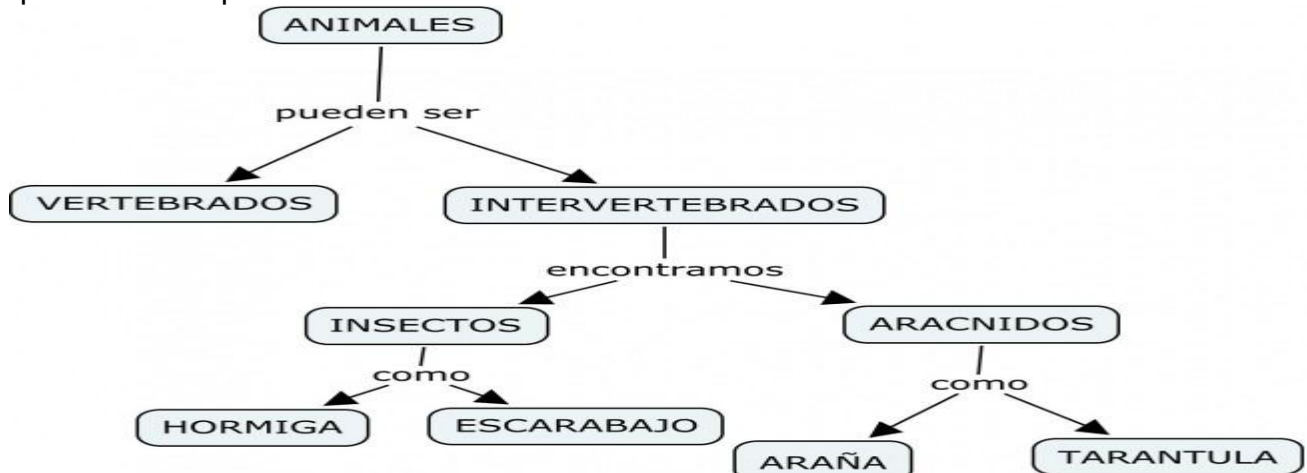 ANIMALES
pueden ser
VERTEBRADOS
INTERVERTEBRADOS
encontramos
INSECTOS
ARACNIDOS
como
como
HORMIGA
ESCARABAJO
ARAÑA
TARANTULA